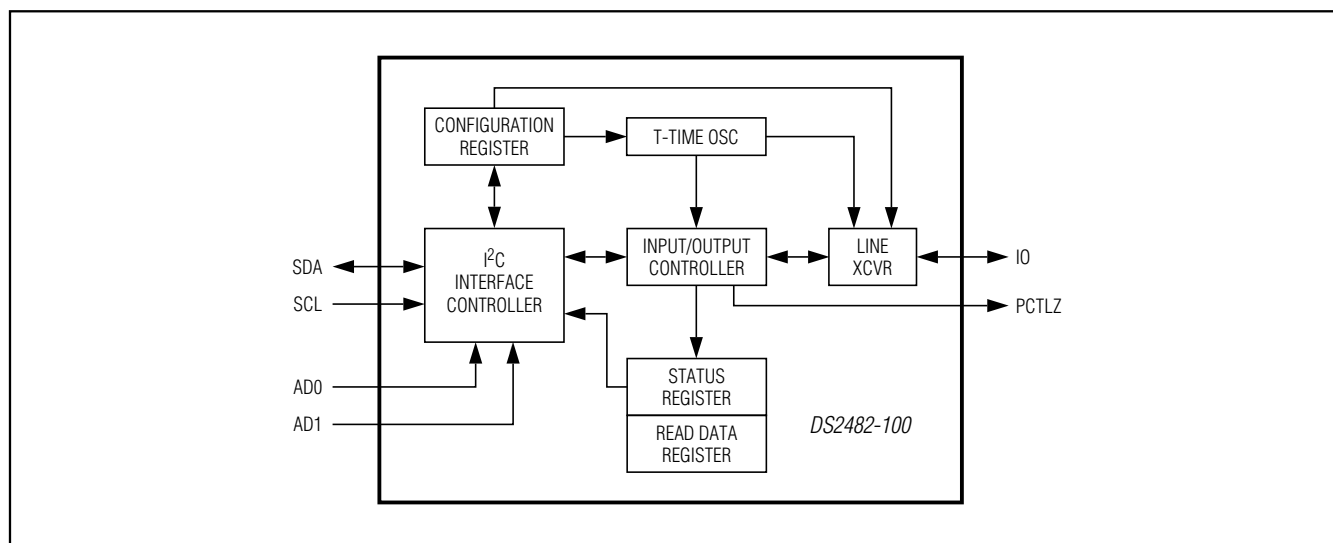 CONFIGURATION
REGISTER
T-TIME OSC
SDA
SCL
AD0
AD1
I²C
INTERFACE
CONTROLLER
INPUT/OUTPUT
CONTROLLER
LINE
XCVR
IO
PCTLZ
STATUS
REGISTER
READ DATA
REGISTER
DS2482-100